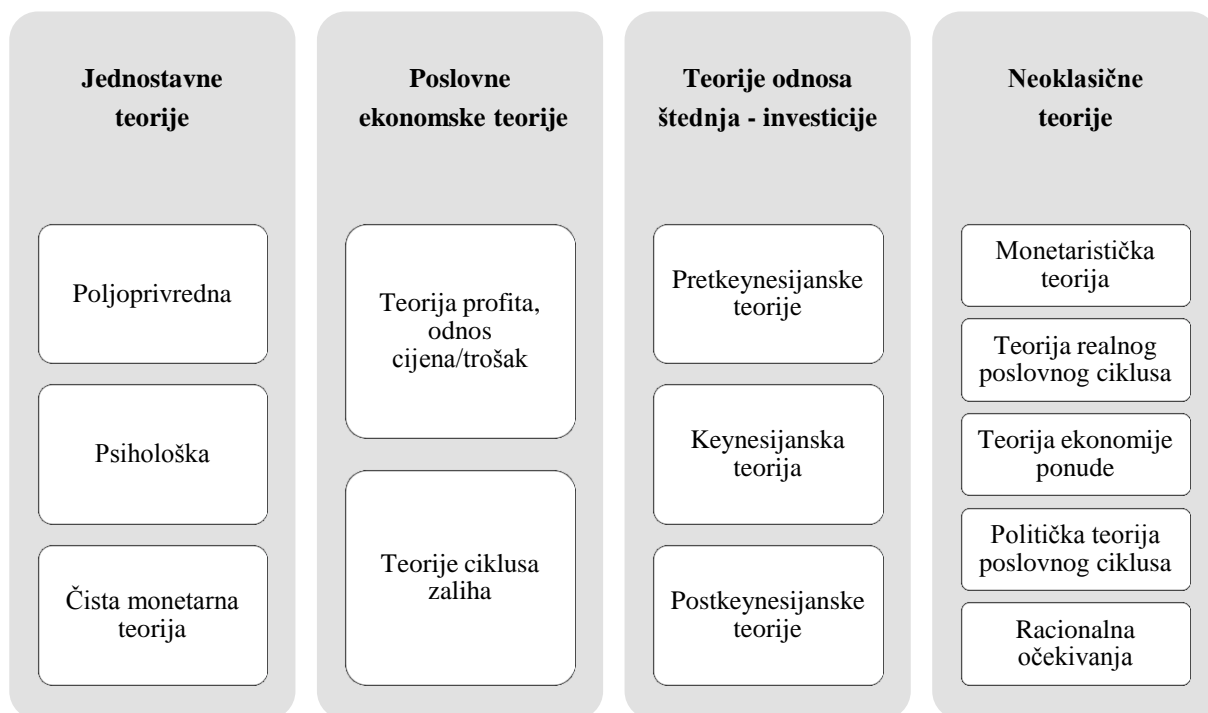 Jednostavne
teorije
Poljoprivredna
Psihološka
Čista monetarna
teorija
Poslovne
ekonomske teorije
Teorija profita,
odnos
cijena/trošak
Teorije ciklusa
zaliha
Teorije odnosa
štednja - investicije
Pretkeynesijanske
teorije
Keynesijanska
teorija
Postkeynesijanske
teorije
Neoklasične
teorije
Monetaristička
teorija
Teorija realnog
poslovnog ciklusa
Teorija ekonomije
ponude
Politička teorija
poslovnog ciklusa
Racionalna
očekivanja